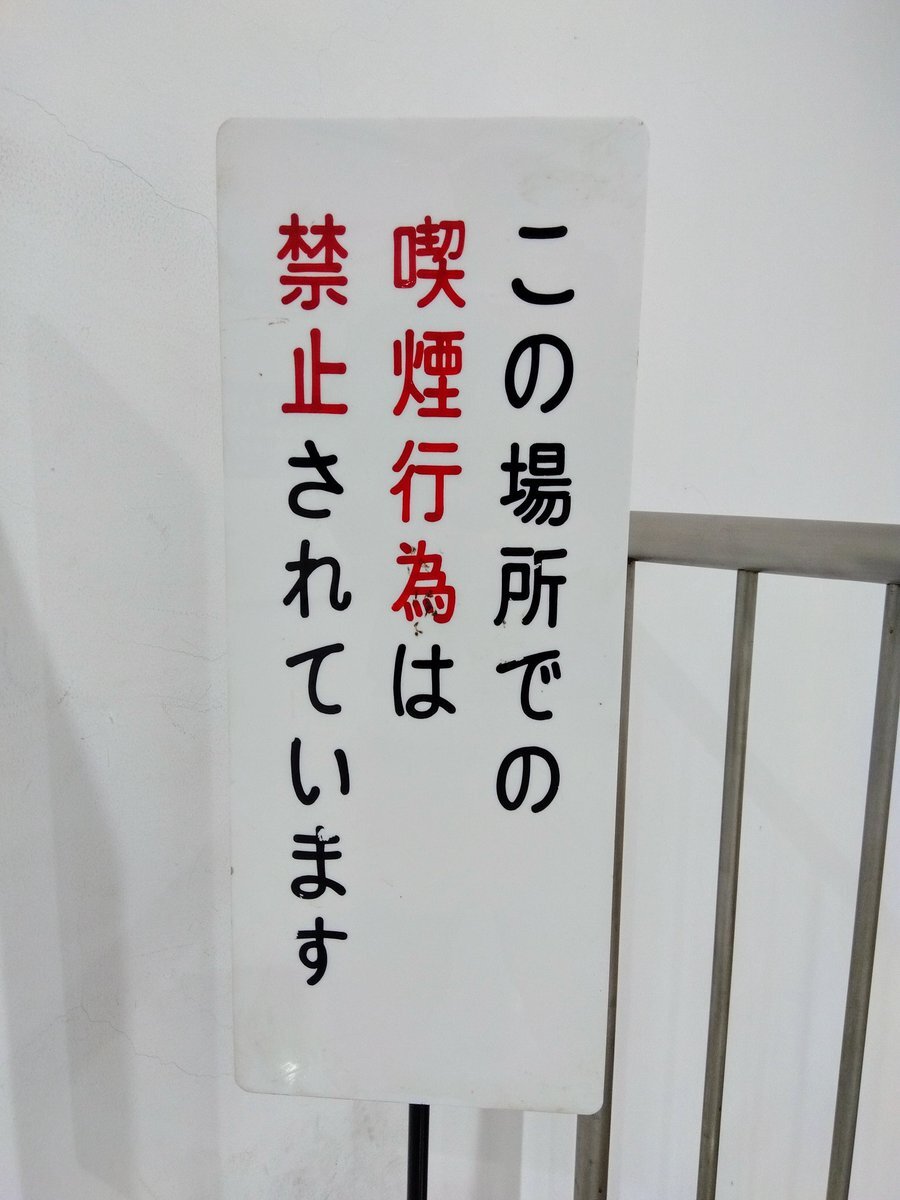 この場所での
喫煙行為は
禁止されています